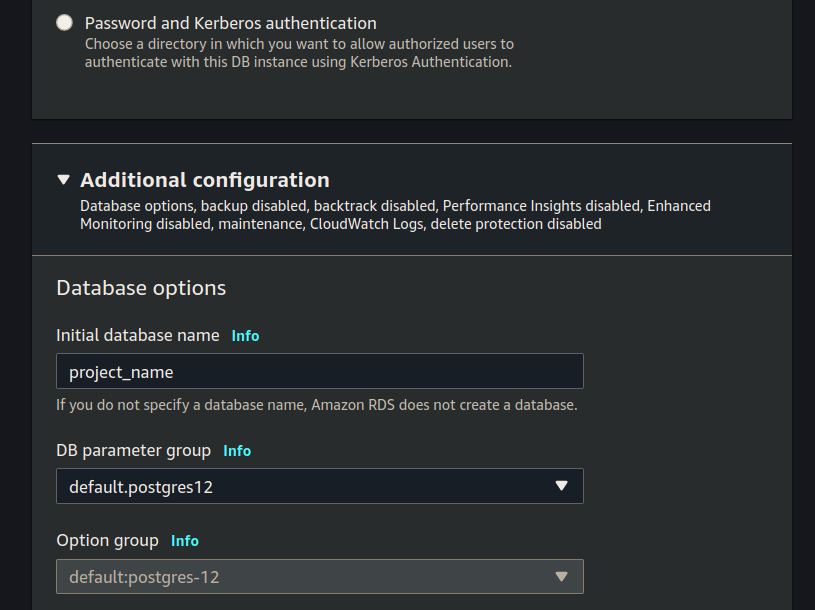 Password and Kerberos authentication
Choose a directory in which you want to allow authorized users to
authenticate with this DB instance using Kerberos Authentication.
Additional configuration
Database options, backup disabled, backtrack disabled, Performance Insights disabled, Enhanced
Monitoring disabled, maintenance, CloudWatch Logs, delete protection disabled
Database options
Initial database name Info
project_name
If you do not specify a database name, Amazon RDS does not create a database.
DB parameter group Info
default.postgres12
Option group Info
default:postgres-12